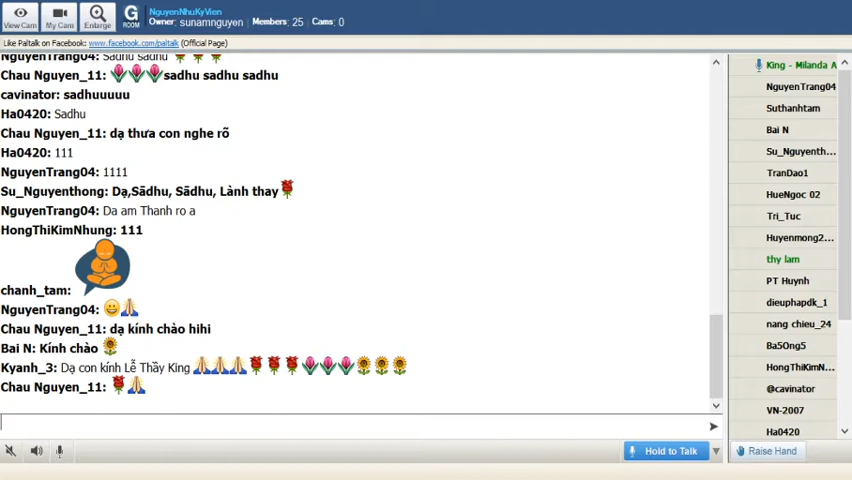 View Cam
My Cam
Enlarge
G
ROOM
NguyenNhuKyVien
Owner: sunamnguyen Members: 25 Cams: 0
Like Paltalk on Facebook: www.facebook.com/paltalk (Official Page)
NguyenTrang04: Sadhu sadhu
Chau Nguyen_11: sadhu sadhu sadhu
cavinator: sadhuuuuu
Ha0420: Sadhu
Chau Nguyen_11: dạ thưa con nghe rõ
Ha0420: 111
NguyenTrang04: 1111
Su_Nguyenthong: Dạ,Sādhu, Sādhu, Lành thay
NguyenTrang04: Da am Thanh ro a
HongThiKimNhung: 111
chanh_tam:
NguyenTrang04:
Chau Nguyen_11: dạ kính chào hihi
Bai N: Kính chào
Kyanh_3: Dạ con kính Lễ Thầy King
Chau Nguyen_11:
Hold to Talk
King - Milanda A
NguyenTrang04
Suthanhtam
Bai N
Su_Nguyenth...
TranDao1
HueNgoc 02
Tri_Tuc
Huyenmong2...
thy lam
PT Huynh
dieuphapdk_1
nang chieu_24
Ba5Ong5
HongThiKimN...
@cavinator
VN-2007
Ha0420
Raise Hand